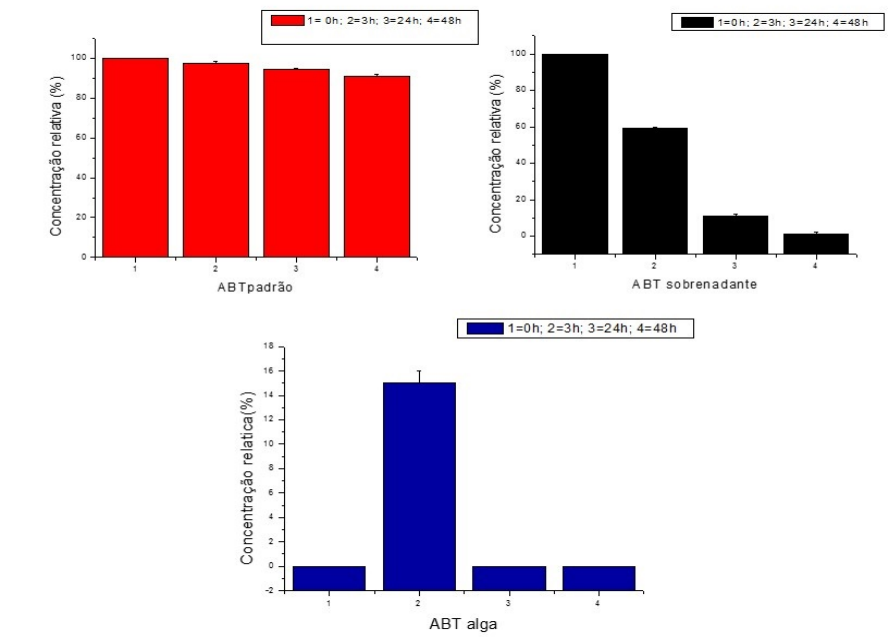 1= 0h; 2=3h; 3=24h; 4=48h
Concentração relativa (%)
100
80
60
40
20
0
1 2 3 4
ABTpadrão
1=0h; 2=3h; 3=24h; 4=48h
Concentração relativa (%)
100
80
60
40
20
0
1 2 3 4
ABT sobrenadante
1=0h; 2=3h; 3=24h; 4=48h
Concentração relatica(%)
18
16
14
12
10
8
6
4
2
0
-2
1 2 3 4
ABT alga